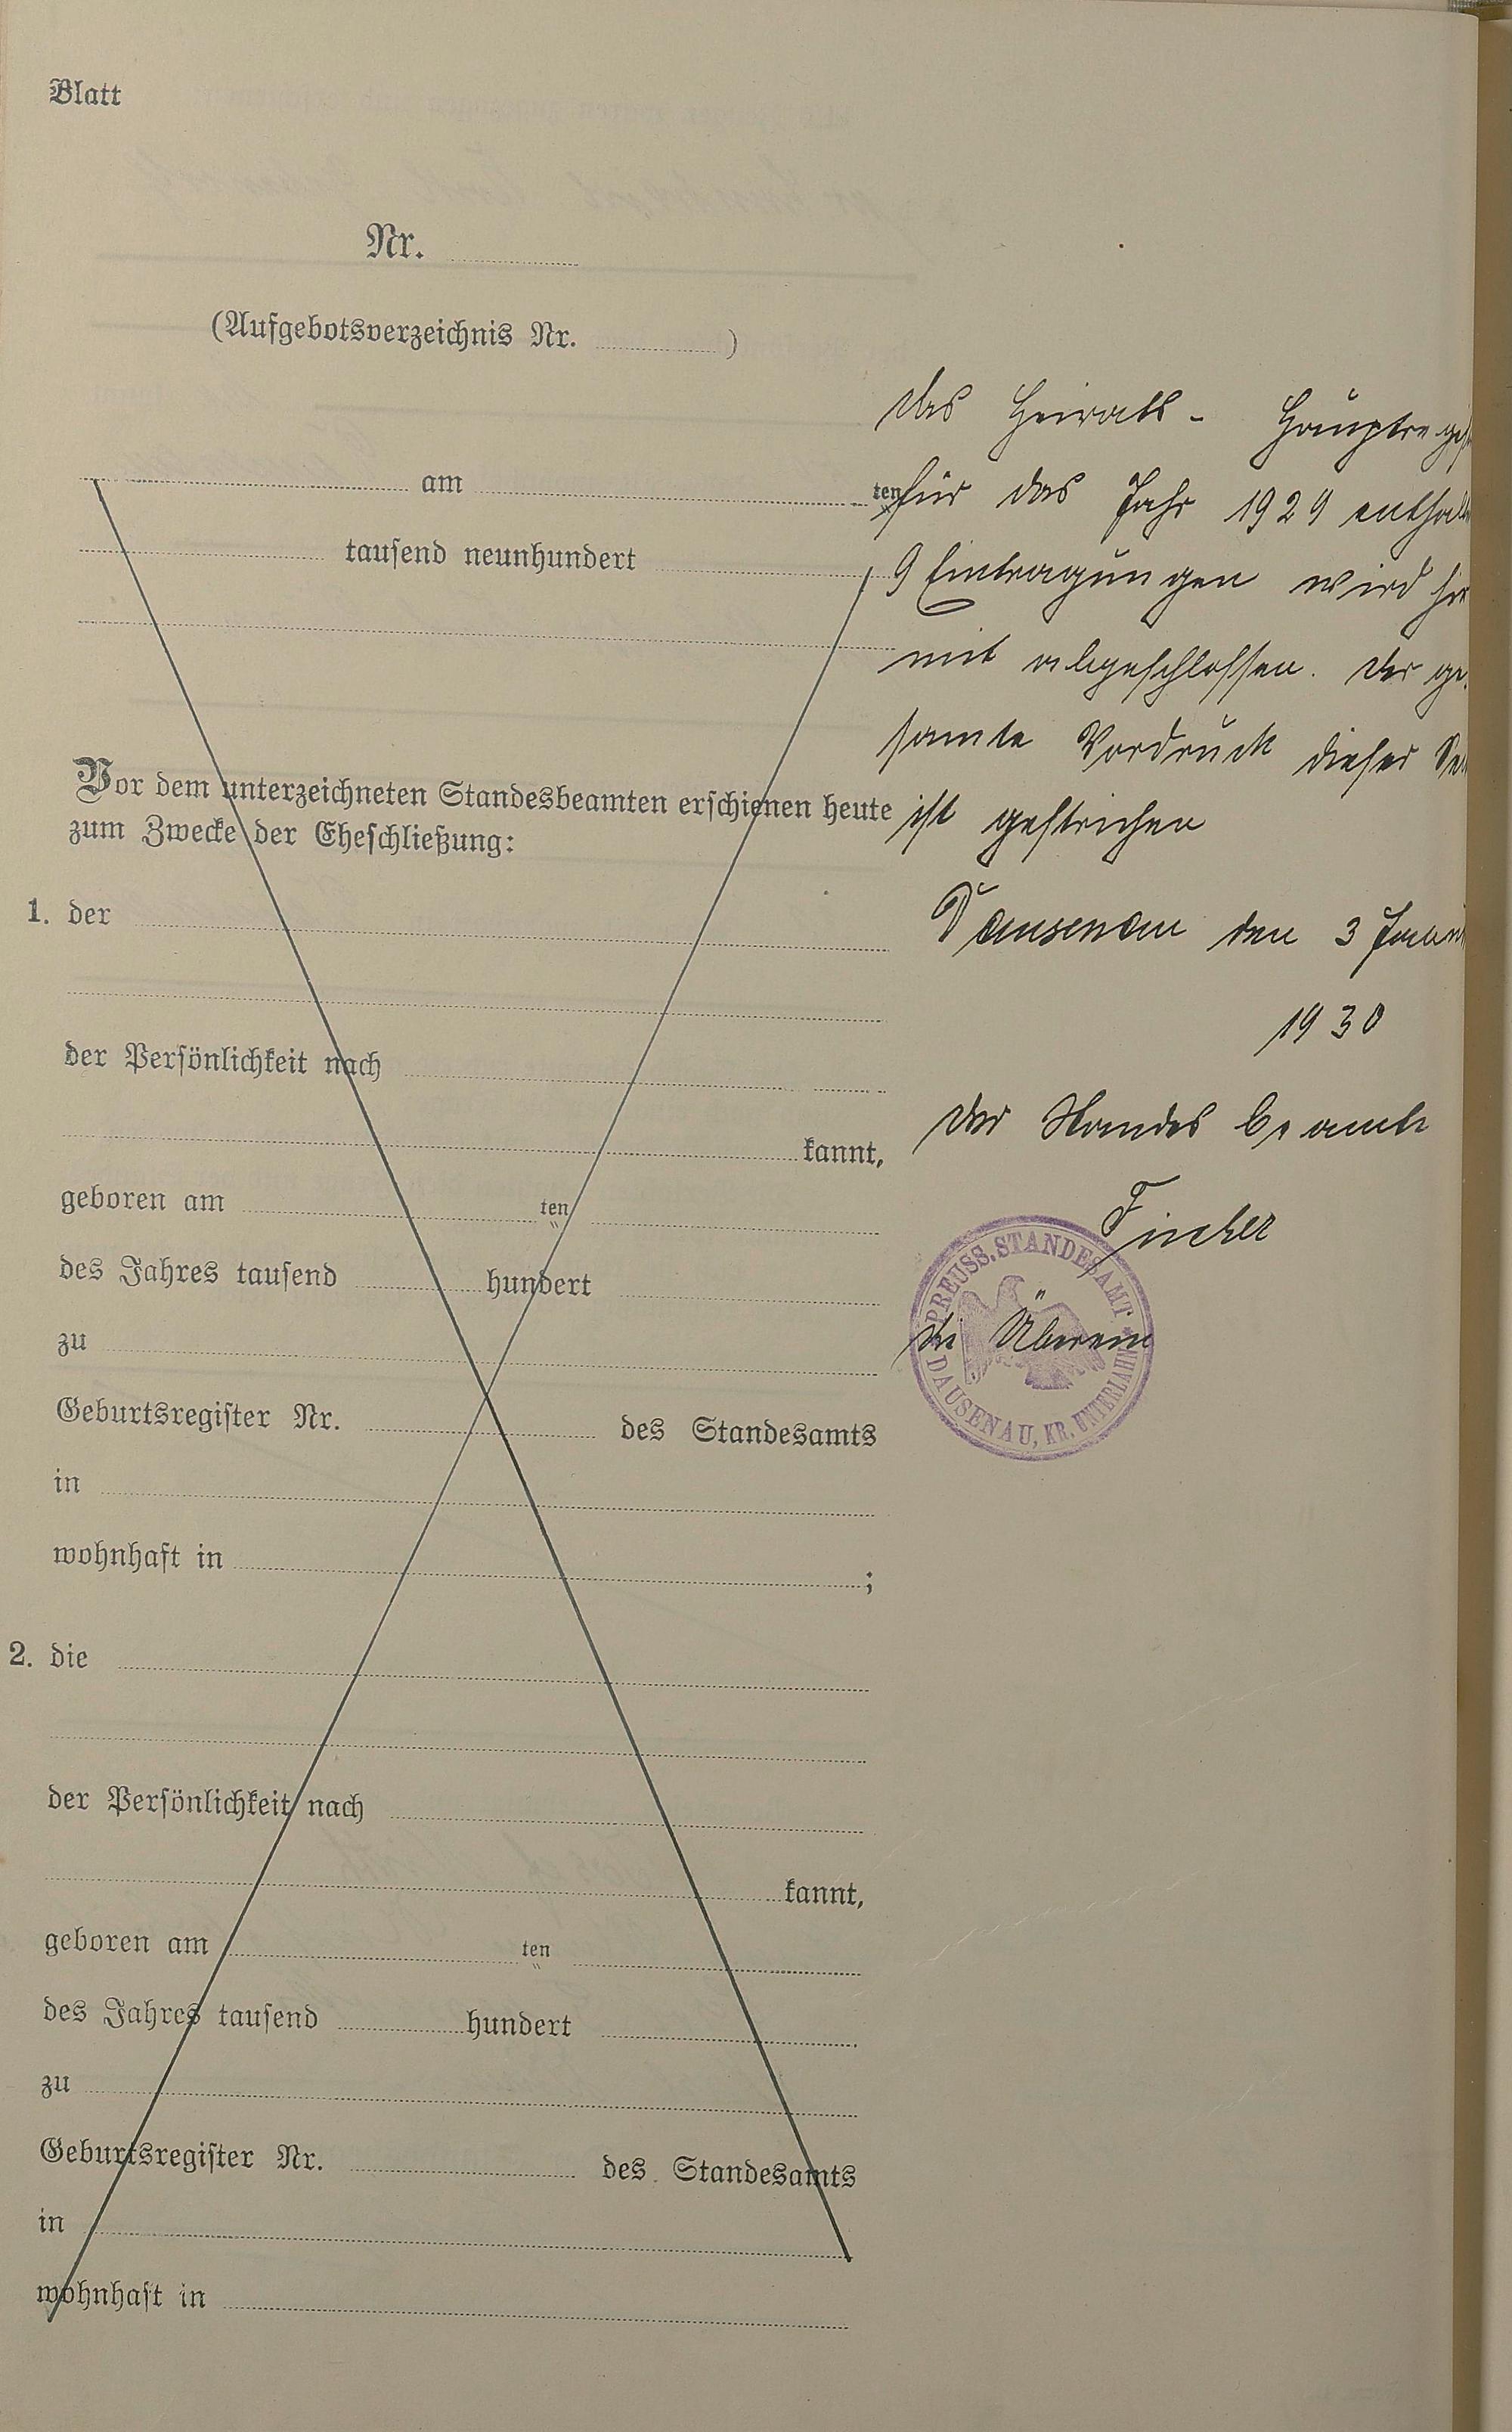 Blatt
Nr.
(Aufgebotsverzeichnis Nr. )
am ten
tausend neunhundert
Vor dem unterzeichneten Standesbeamten erschienen heute
zum Zwecke der Eheschließung:
1. der
der Persönlichkeit nach
kannt,
geboren am ten
des Jahres tausend hundert
zu
Geburtsregister Nr. des Standesamts
in
wohnhaft in ;
2. die
der Persönlichkeit nach
kannt,
geboren am ten
des Jahres tausend hundert
zu
Geburtsregister Nr. des Standesamts
in
wohnhaft in
Das Heirats- Hauptregist
für das Jahr 1929 enthalt
9 Eintragungen wird hier
mit abgeschlossen. Der ge-
samte Vordruck dieser Sei
ist gestrichen
Dausenau den 3 Januar
1930
Der Standesbeamte
PREUSS. STANDESAMT
DAUSENAU, KR. UNTERLAHN